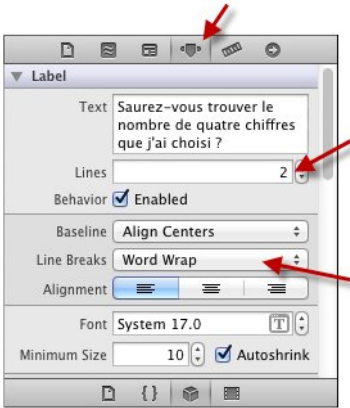 Label
Text Saurez-vous trouver le
nombre de quatre chiffres
que j'ai choisi ?
Lines 2
Behavior Enabled
Baseline Align Centers
Line Breaks Word Wrap
Alignment
Font System 17.0 T
Minimum Size 10 Autoshrink
{ }